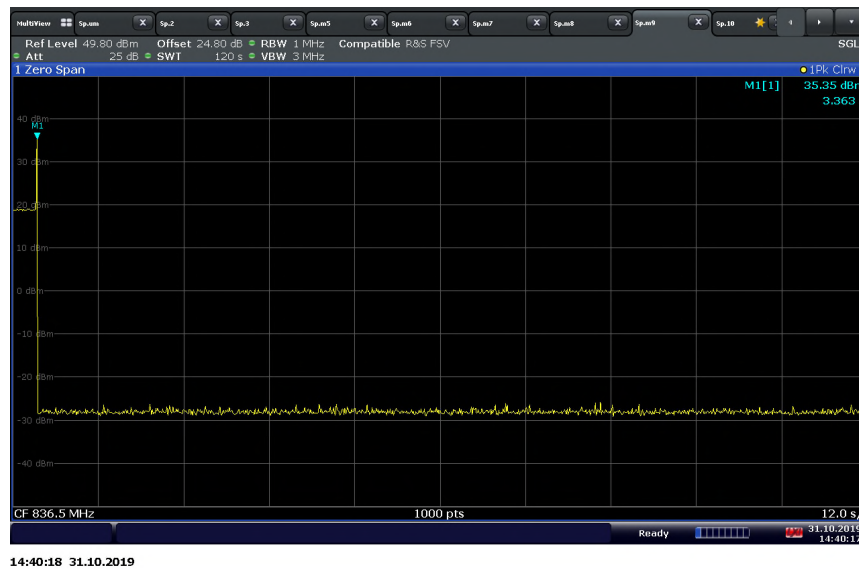 MultiView Sp.um X Sp.2 X Sp.3 X Sp.m5 X Sp.m6 X Sp.m7 X Sp.m8 X Sp.m9 X Sp.10
Ref Level 49.80 dBm Offset 24.80 dB RBW 1 MHz Compatible R&S FSV SGL
Att 25 dB SWT 120 s VBW 3 MHz
1 Zero Span 1Pk Clrw
M1[1] 35.35 dBm
3.363
40 dBm
M1
30 dBm
20 dBm
10 dBm
0 dBm
-10 dBm
-20 dBm
-30 dBm
-40 dBm
CF 836.5 MHz 1000 pts 12.0 s/
Ready 31.10.2019
14:40:17
14:40:18 31.10.2019